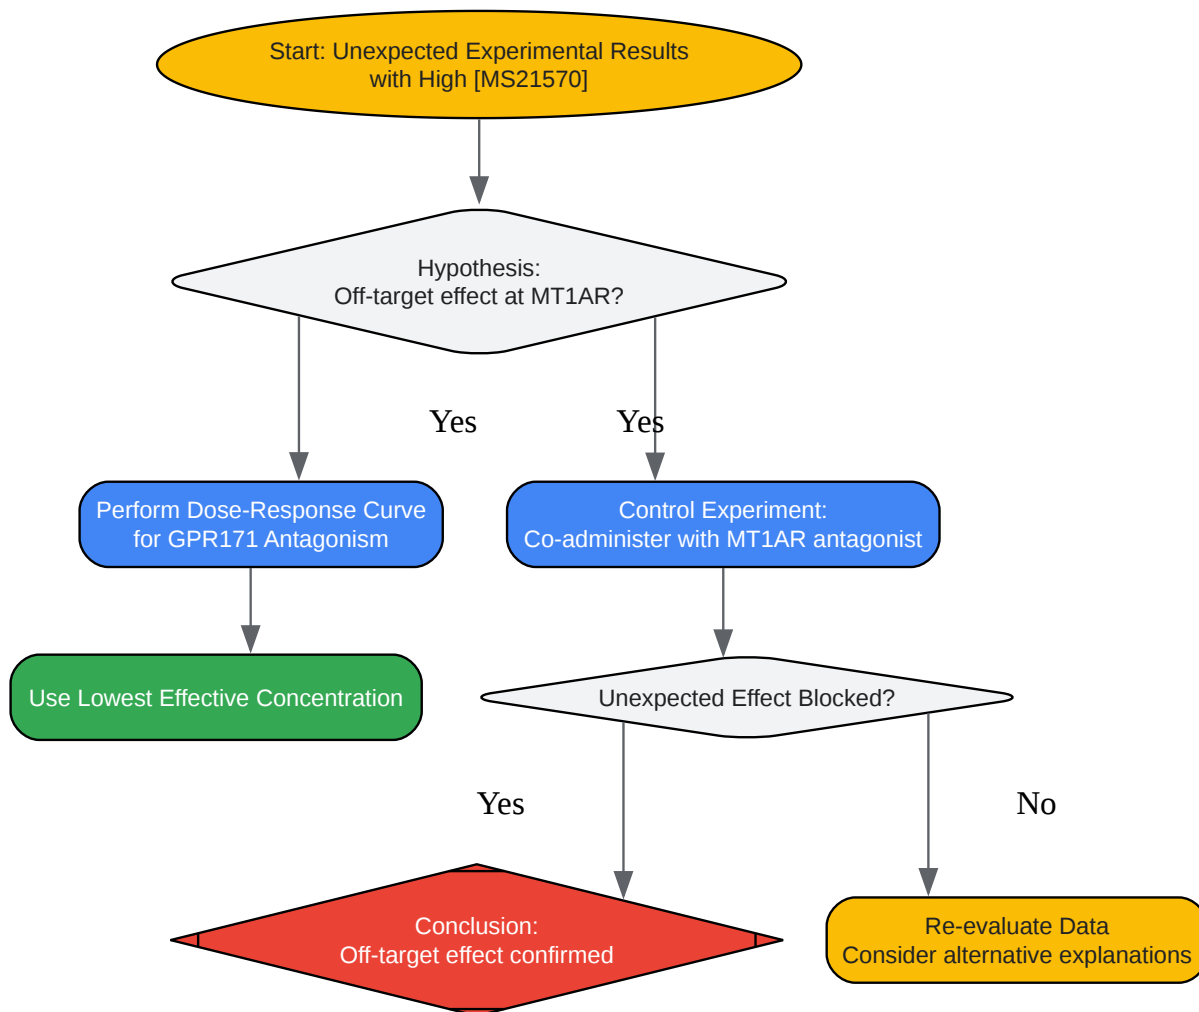 Start: Unexpected Experimental Results
with High [MS21570]
Hypothesis:
Off-target effect at MT1AR?
Yes
Yes
Perform Dose-Response Curve
for GPR171 Antagonism
Control Experiment:
Co-administer with MT1AR antagonist
Use Lowest Effective Concentration
Unexpected Effect Blocked?
Yes
No
Conclusion:
Off-target effect confirmed
Re-evaluate Data
Consider alternative explanations